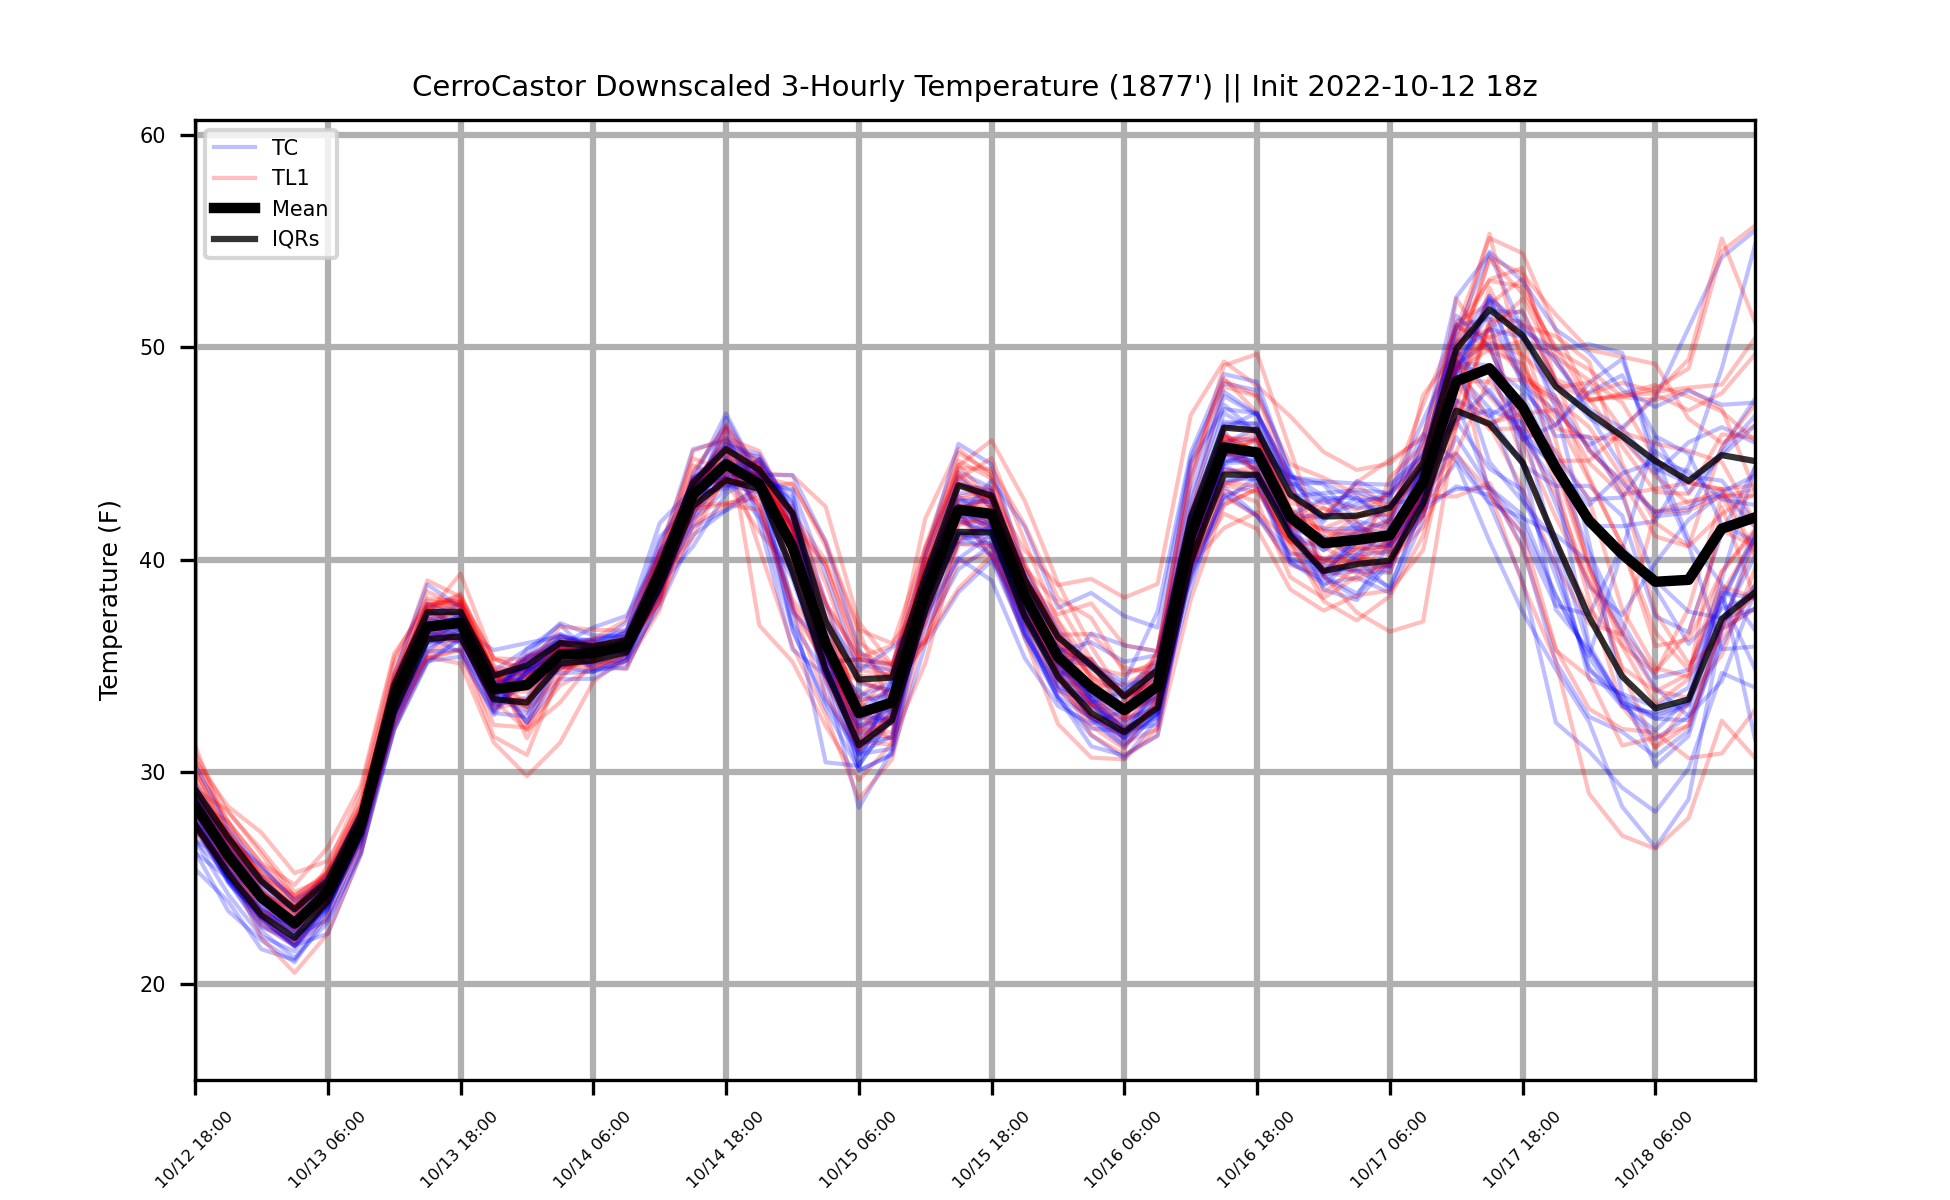 CerroCastor Downscaled 3-Hourly Temperature (1877') || Init 2022-10-12 18z
TC
TL1
Mean
IQRs
Temperature (F)
60
50
40
30
20
10/12 18:00
10/13 06:00
10/13 18:00
10/14 06:00
10/14 18:00
10/15 06:00
10/15 18:00
10/16 06:00
10/16 18:00
10/17 06:00
10/17 18:00
10/18 06:00